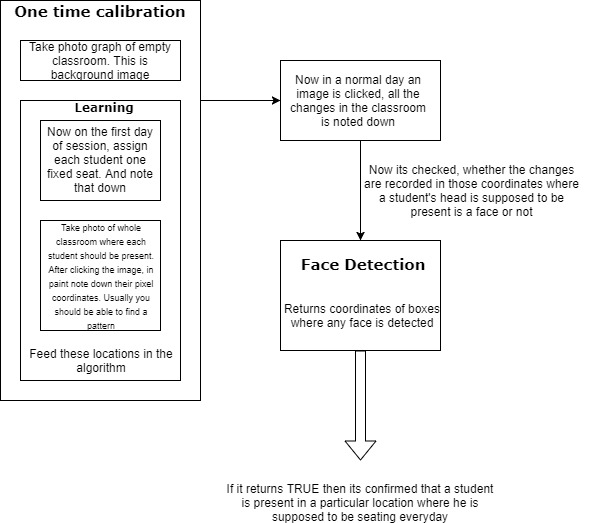 One time calibration
Take photo graph of empty
classroom. This is
background image
Learning
Now on the first day
of session, assign
each student one
fixed seat. And note
that down
Take photo of whole
classroom where each
student should be present.
After clicking the image, in
paint note down their pixel
coordinates. Usually you
should be able to find a
pattern
Feed these locations in the
algorithm
Now in a normal day an
image is clicked, all the
changes in the classroom
is noted down
Now its checked, whether the changes
are recorded in those coordinates where
a student's head is supposed to be
present is a face or not
Face Detection
Returns coordinates of boxes
where any face is detected
If it returns TRUE then its confirmed that a student
is present in a particular location where he is
supposed to be seating everyday